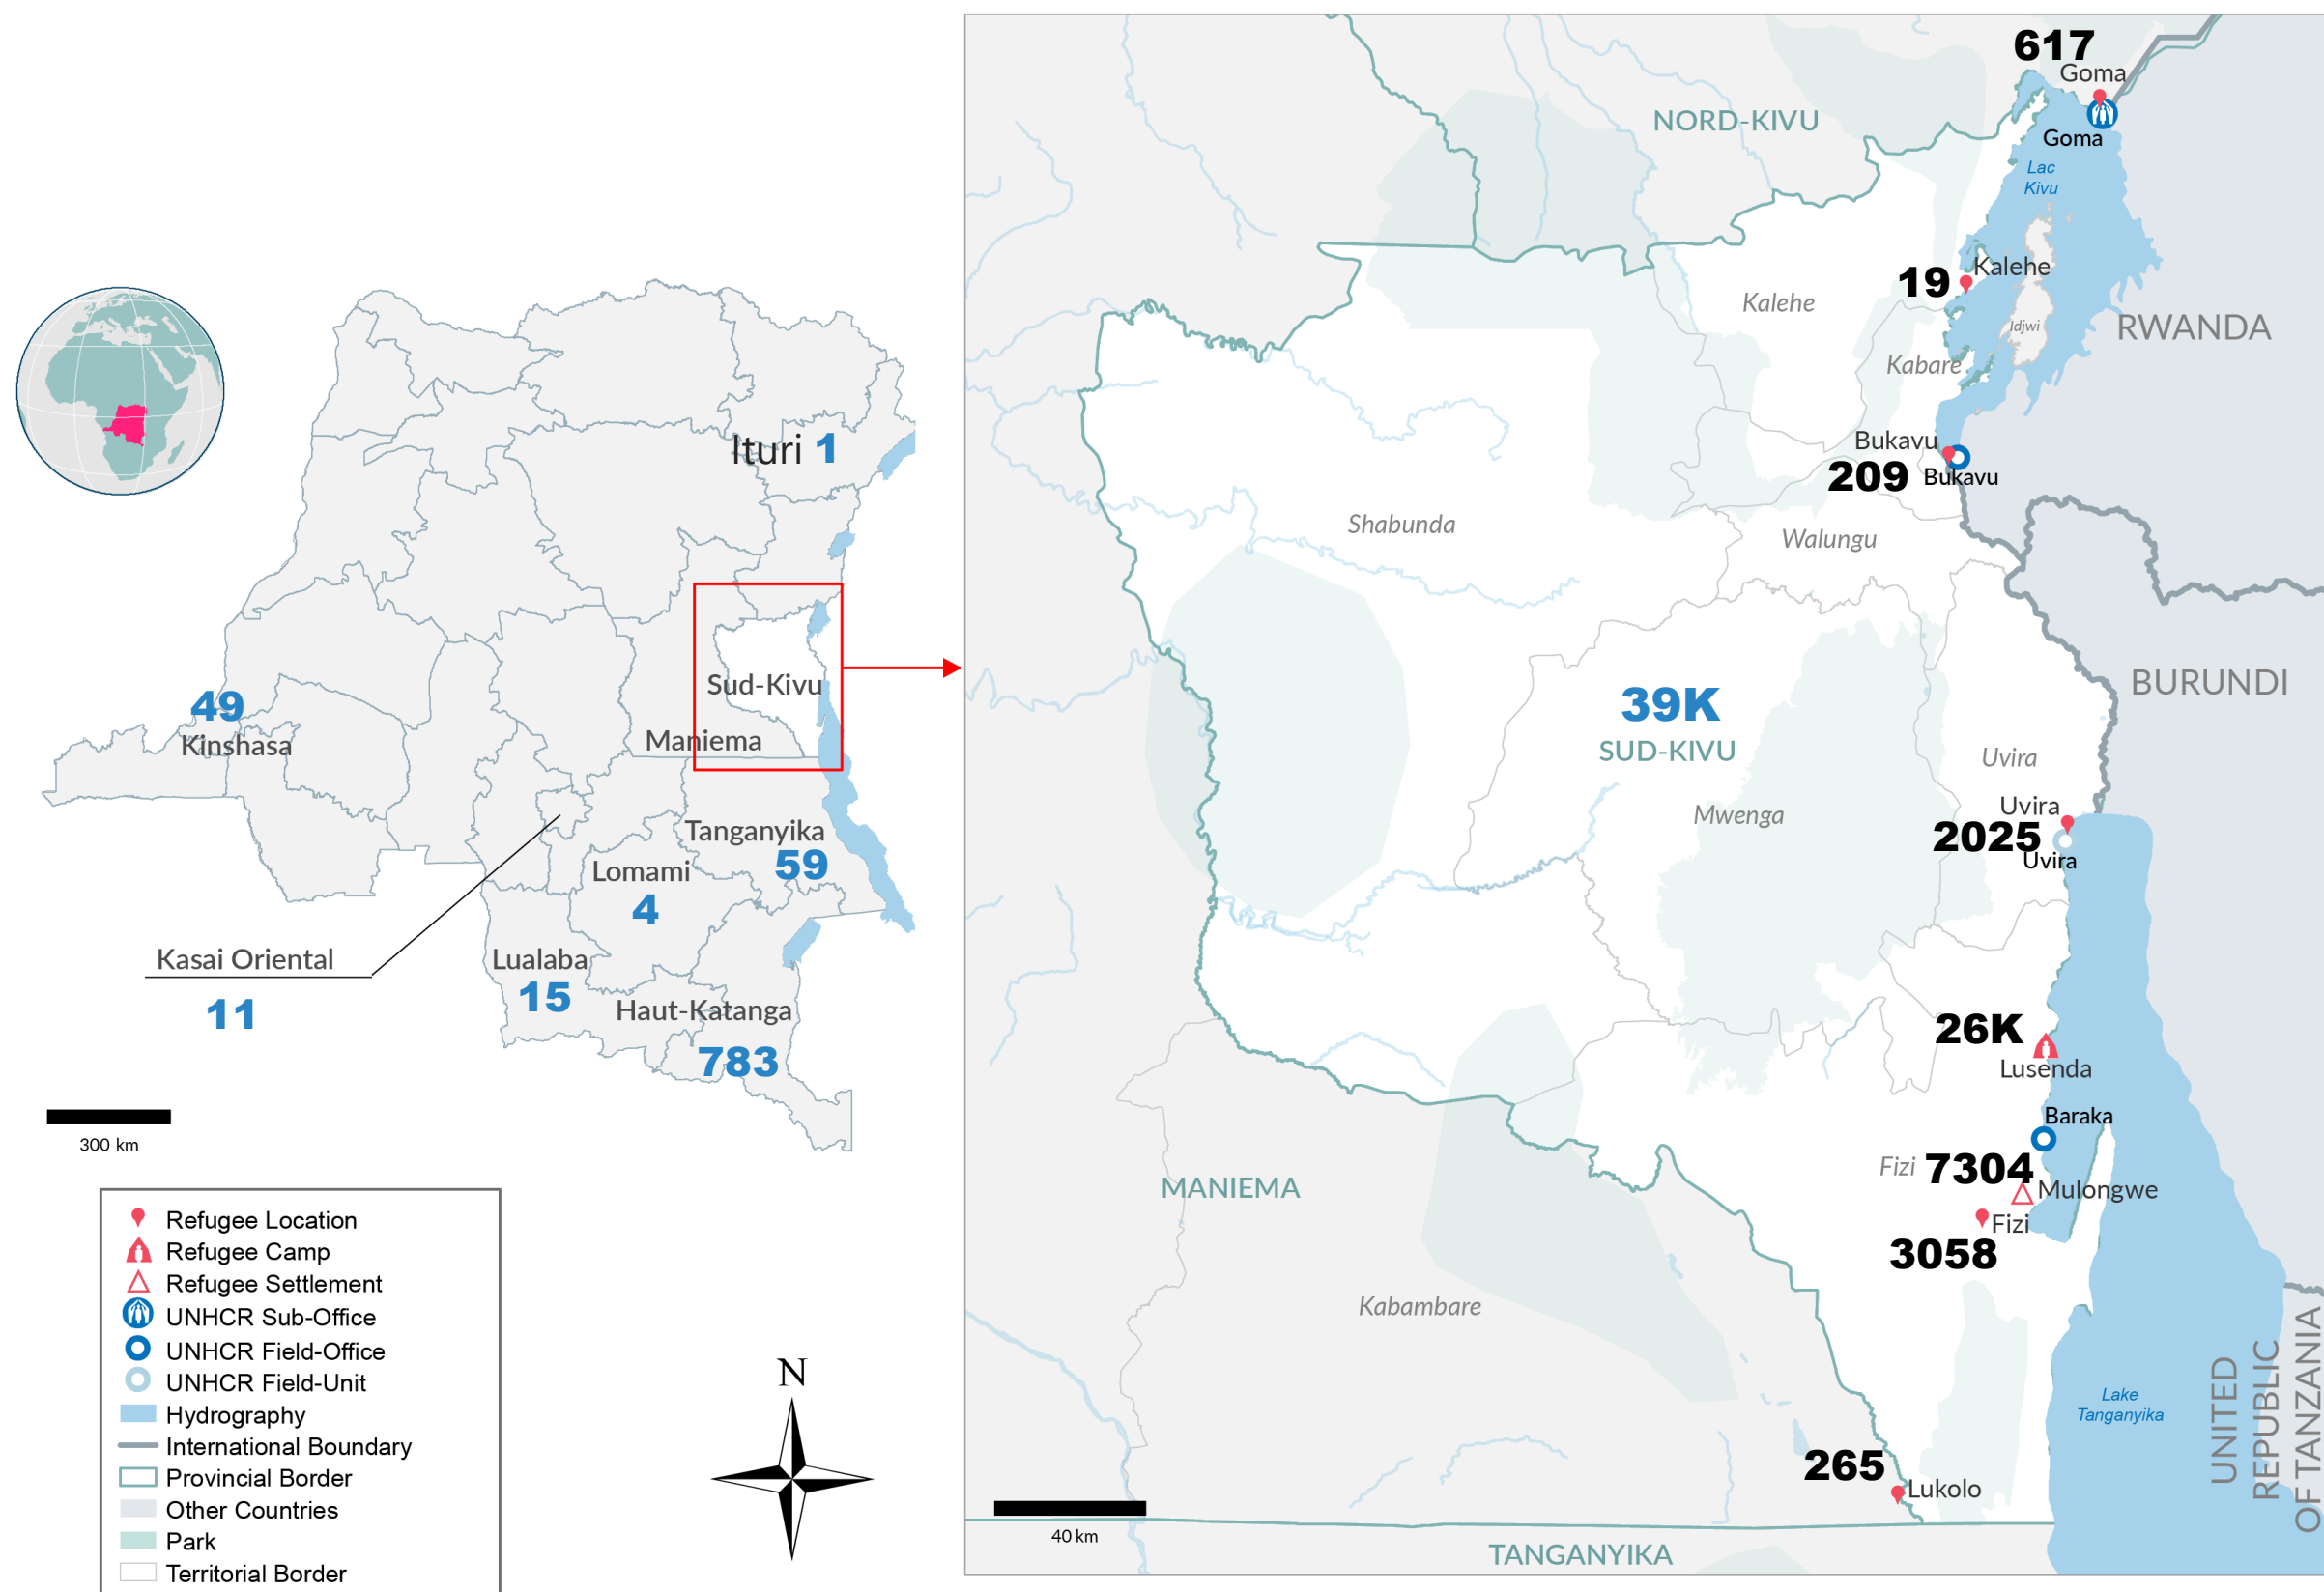 Ituri 1
Sud-Kivu
Maniema
49
Kinshasa
Tanganyika
59
Lomami
4
Kasai Oriental
11
Lualaba
15
Haut-Katanga
783
300 km
Refugee Location
Refugee Camp
Refugee Settlement
UNHCR Sub-Office
UNHCR Field-Office
UNHCR Field-Unit
Hydrography
International Boundary
Provincial Border
Other Countries
Park
Territorial Border
N
617
Goma
NORD-KIVU
Goma
Lac
Kivu
19
Kalehe
Kalehe
Idjwi
RWANDA
Kabare
Bukavu
209
Bukavu
Shabunda
Walungu
39K
SUD-KIVU
BURUNDI
Uvira
Mwenga
Uvira
2025
Uvira
26K
Lusenda
Baraka
Fizi
7304
Mulongwe
MANIEMA
Fizi
3058
Kabambare
Lake
Tanganyika
UNITED
REPUBLIC
OF TANZANIA
265
Lukolo
40 km
TANGANYIKA